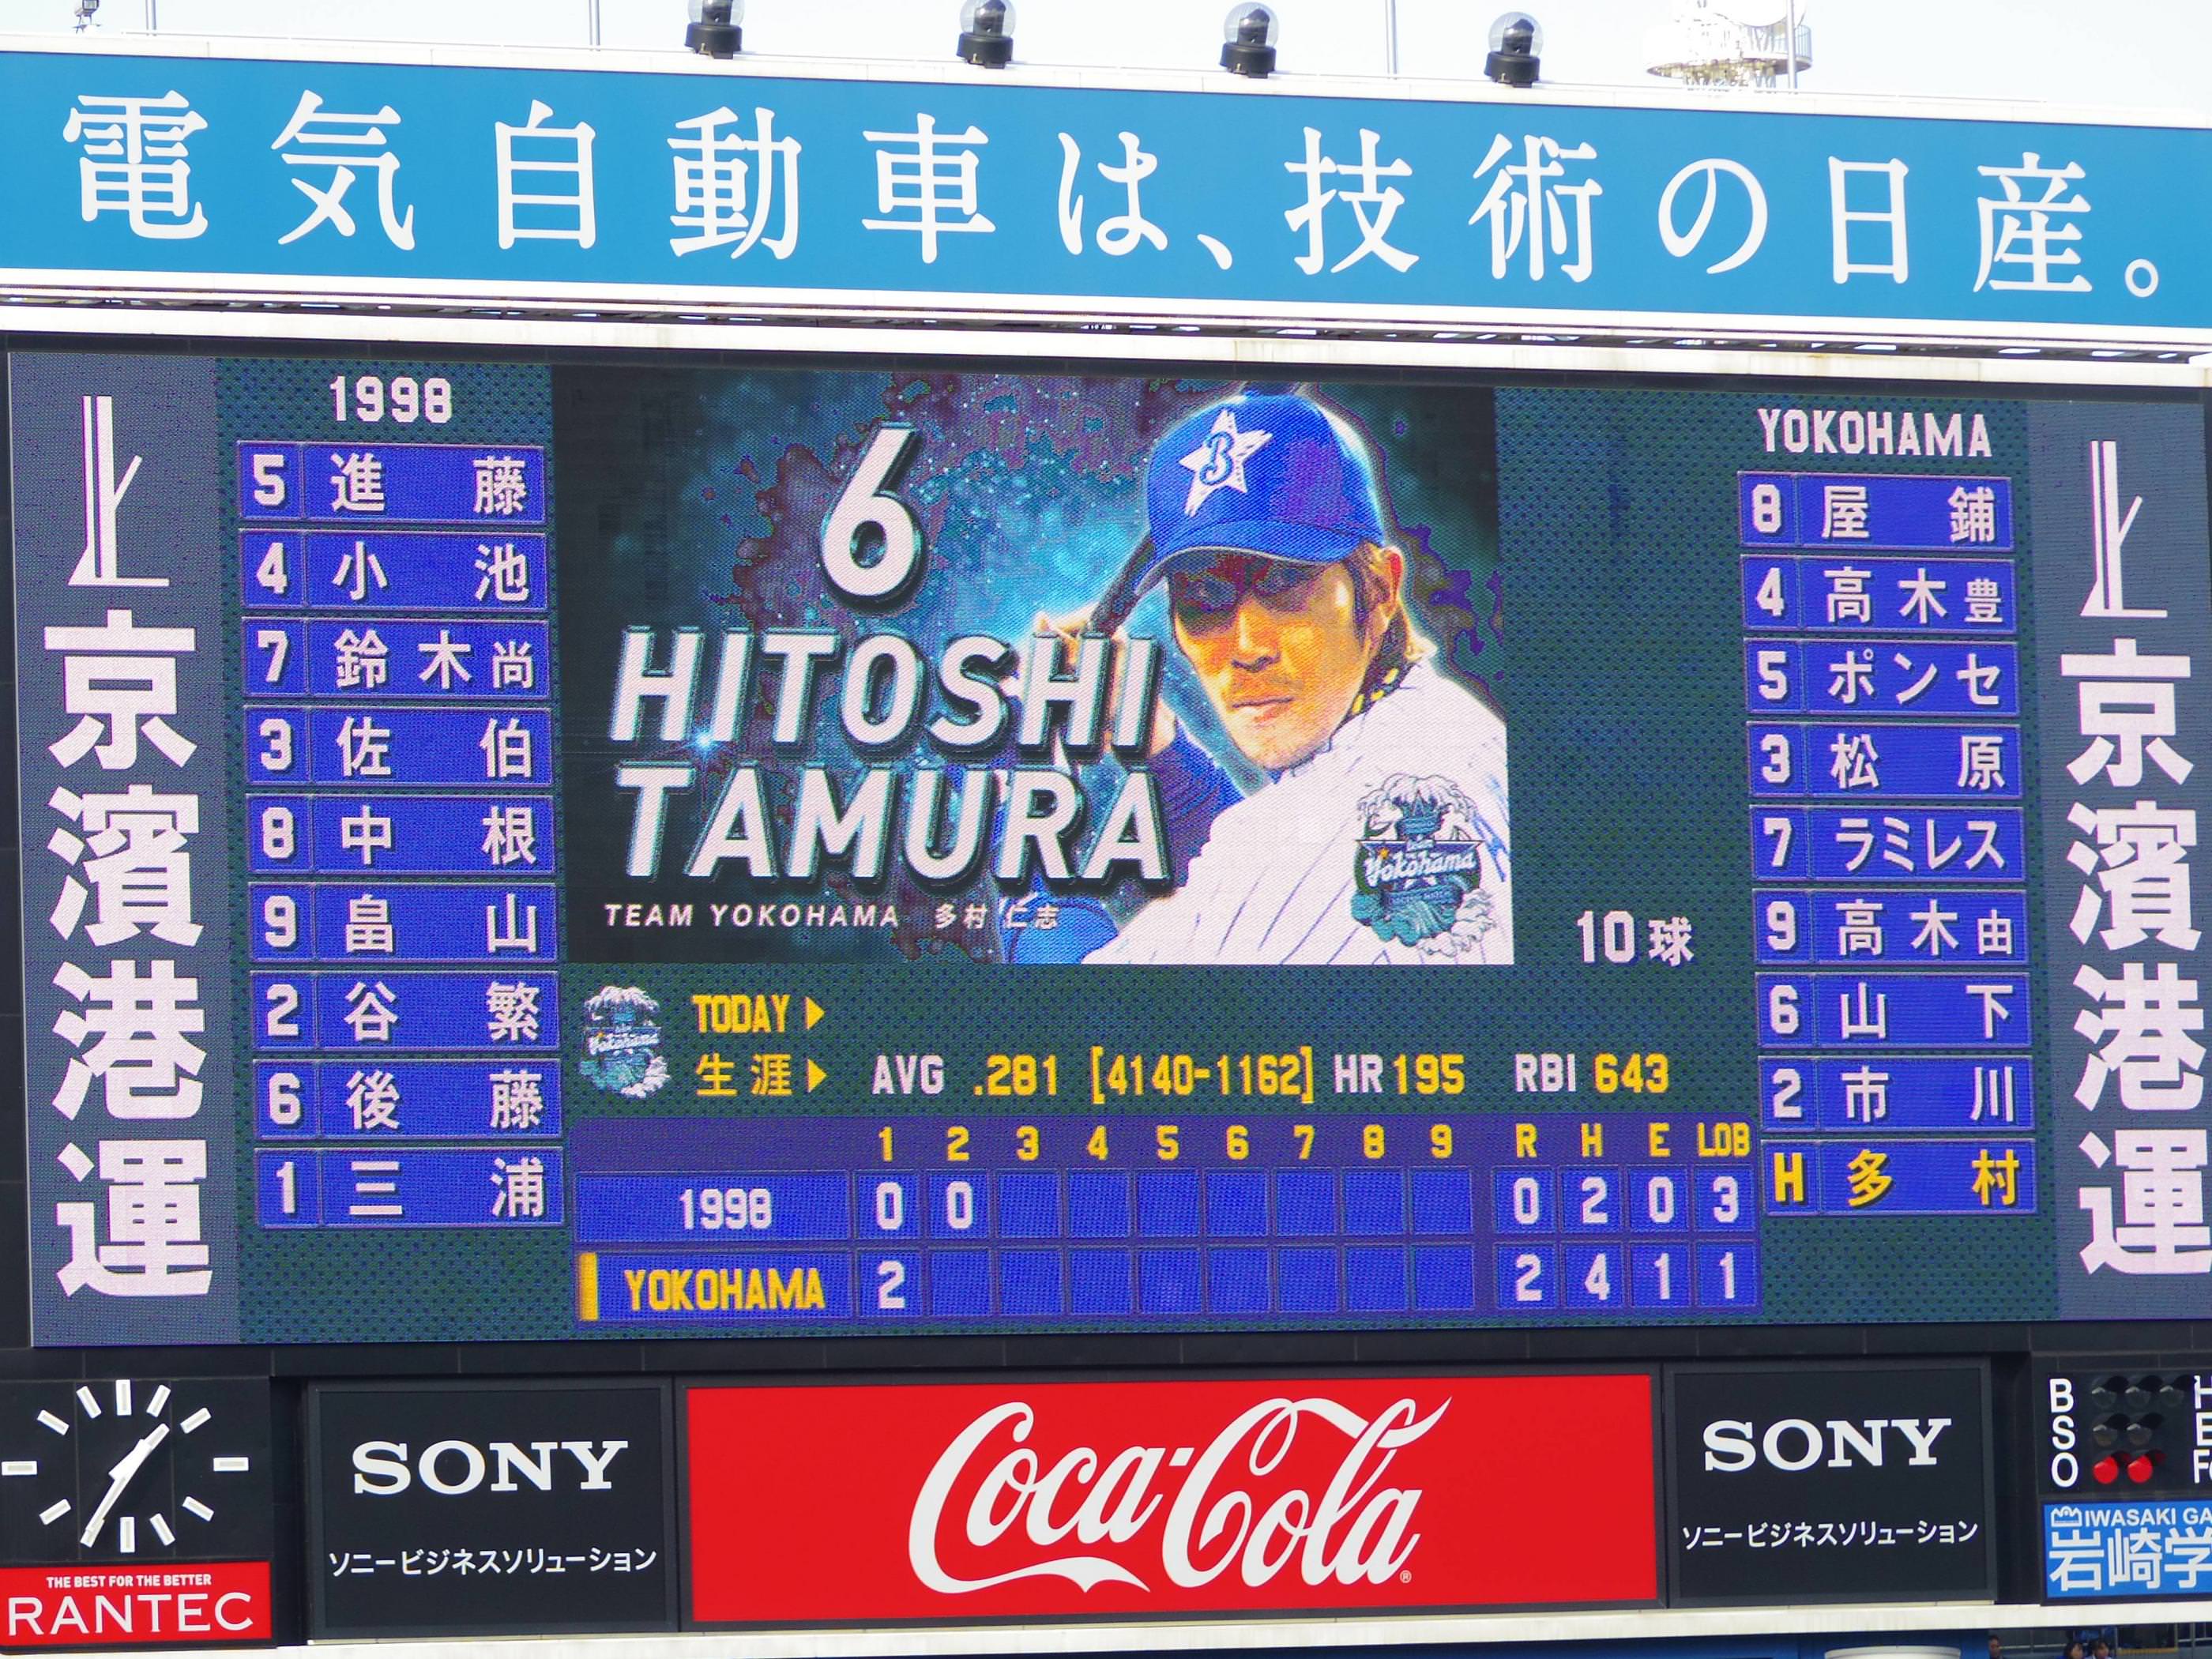 電気自動車は、技術の日産。
京濱港運
1998
5 進藤
4 小池
7 鈴木尚
3 佐伯
8 中根
9 畠山
2 谷繁
6 後藤
1 三浦
6
HITOSHI
TAMURA
TEAM YOKOHAMA 多村 仁志
B
Yokohama
10球
TODAY▶
Yokohama
生涯▶ AVG .281 [4140-1162] HR 195 RBI 643
1 2 3 4 5 6 7 8 9 R H E LOB
1998 0 0 0 2 0 3
YOKOHAMA 2 2 4 1 1
YOKOHAMA
8 屋鋪
4 高木豊
5 ポンセ
3 松原
7 ラミレス
9 高木由
6 山下
2 市川
H 多村
京濱港運
THE BEST FOR THE BETTER
RANTEC
SONY
ソニービジネスソリューション
Coca-Cola®
SONY
ソニービジネスソリューション
B
S
O
IWASAKI GA
岩崎学